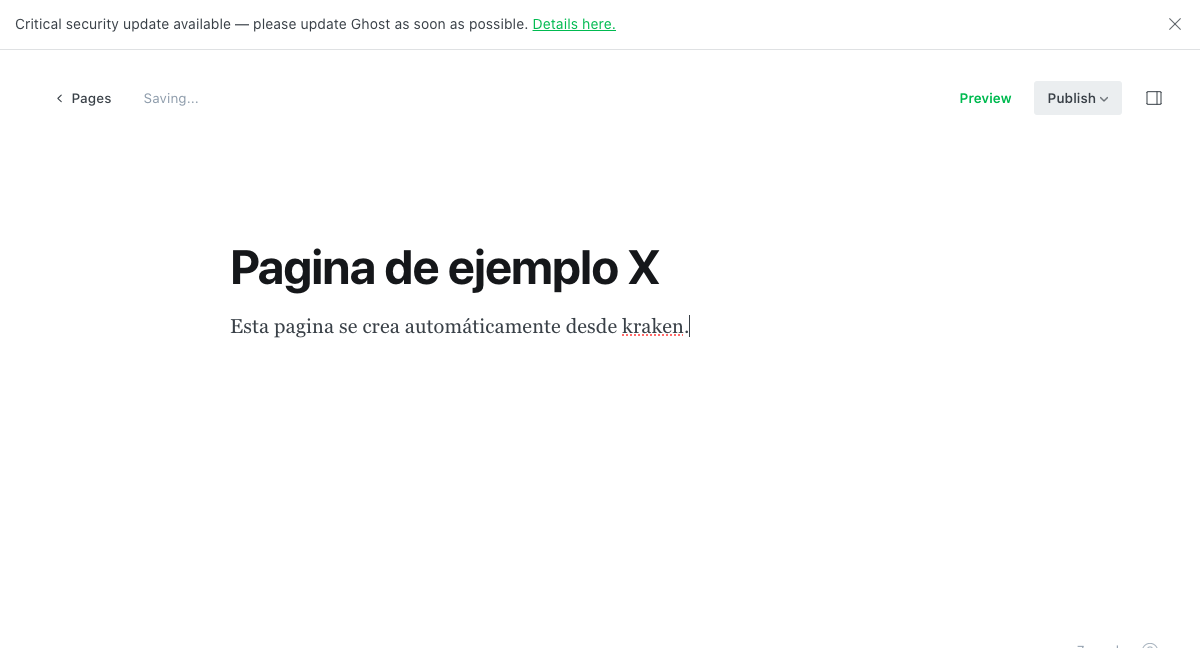 Critical security update available — please update Ghost as soon as possible. Details here.
Pages
Saving...
Preview
Publish
Pagina de ejemplo X
Esta pagina se crea automáticamente desde kraken.